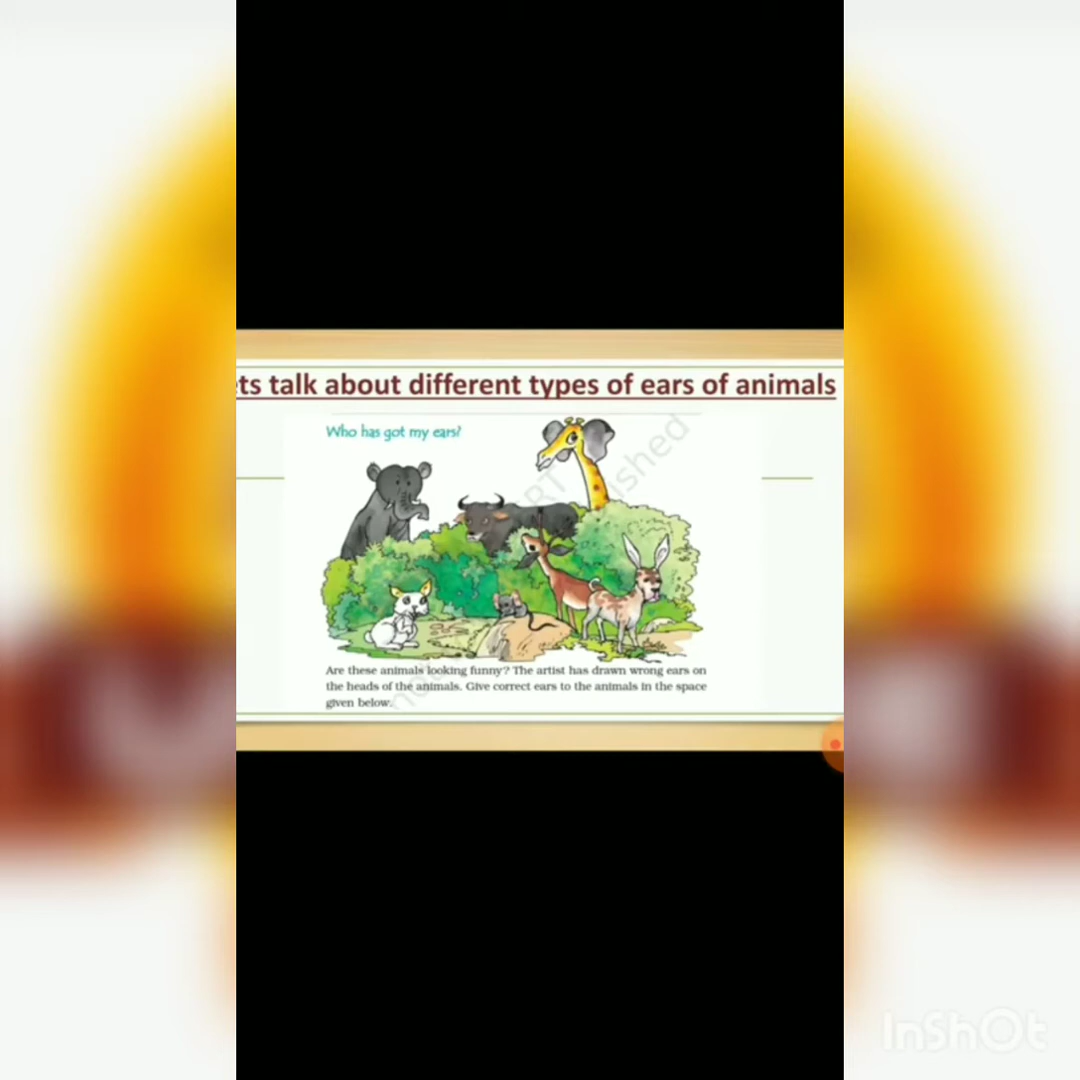 ts talk about different types of ears of animals
Who has got my ears?
Are these animals looking funny? The artist has drawn wrong ears on
the heads of the animals. Give correct ears to the animals in the space
given below.
InShOt